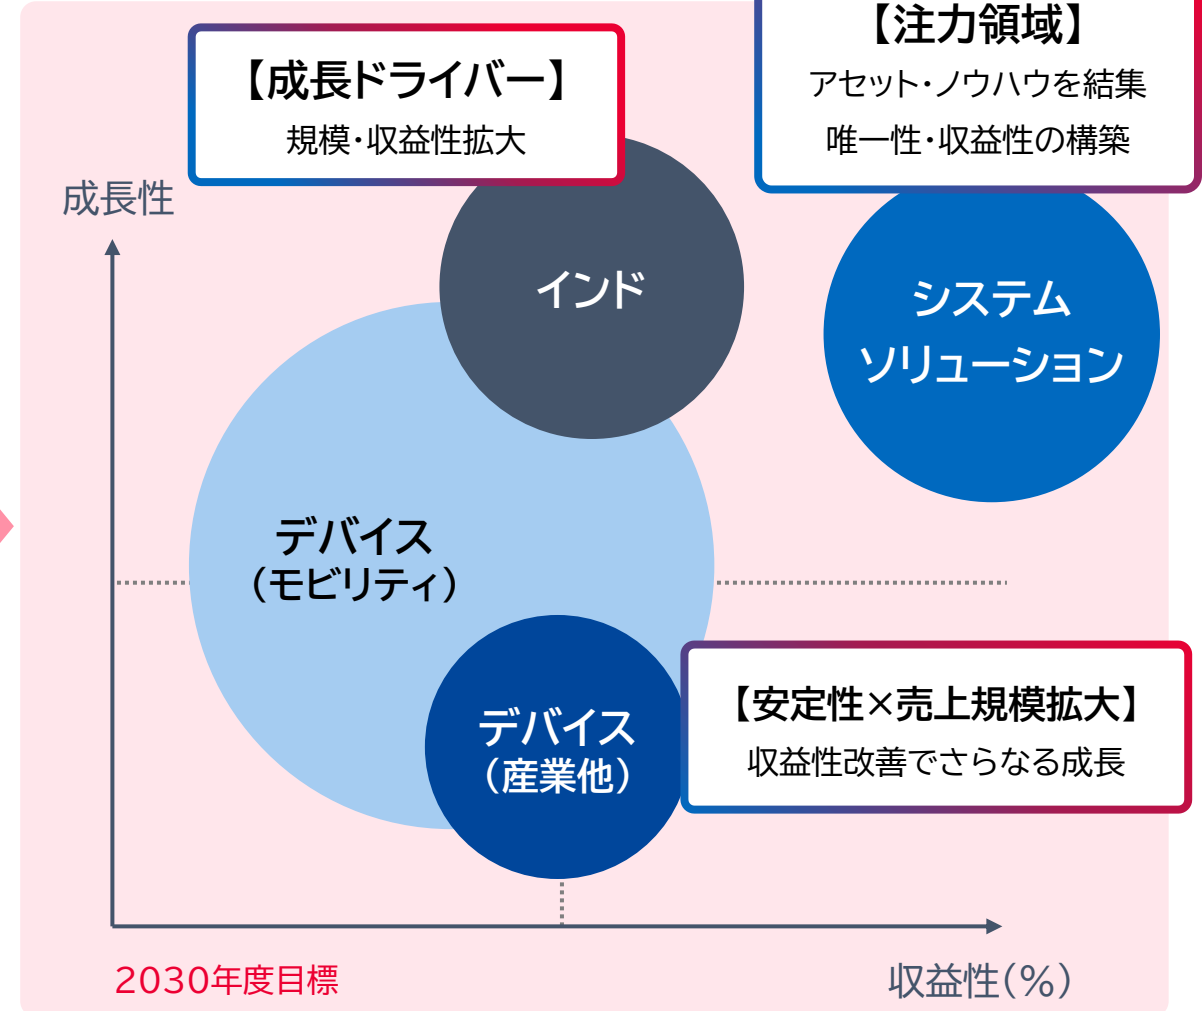 【注力領域】
アセット・ノウハウを結集
唯一性・収益性の構築
【成長ドライバー】
規模・収益性拡大
成長性
インド
システム
ソリューション
デバイス
（モビリティ）
デバイス
（産業他）
【安定性×売上規模拡大】
収益性改善でさらなる成長
2030年度目標
収益性(%)